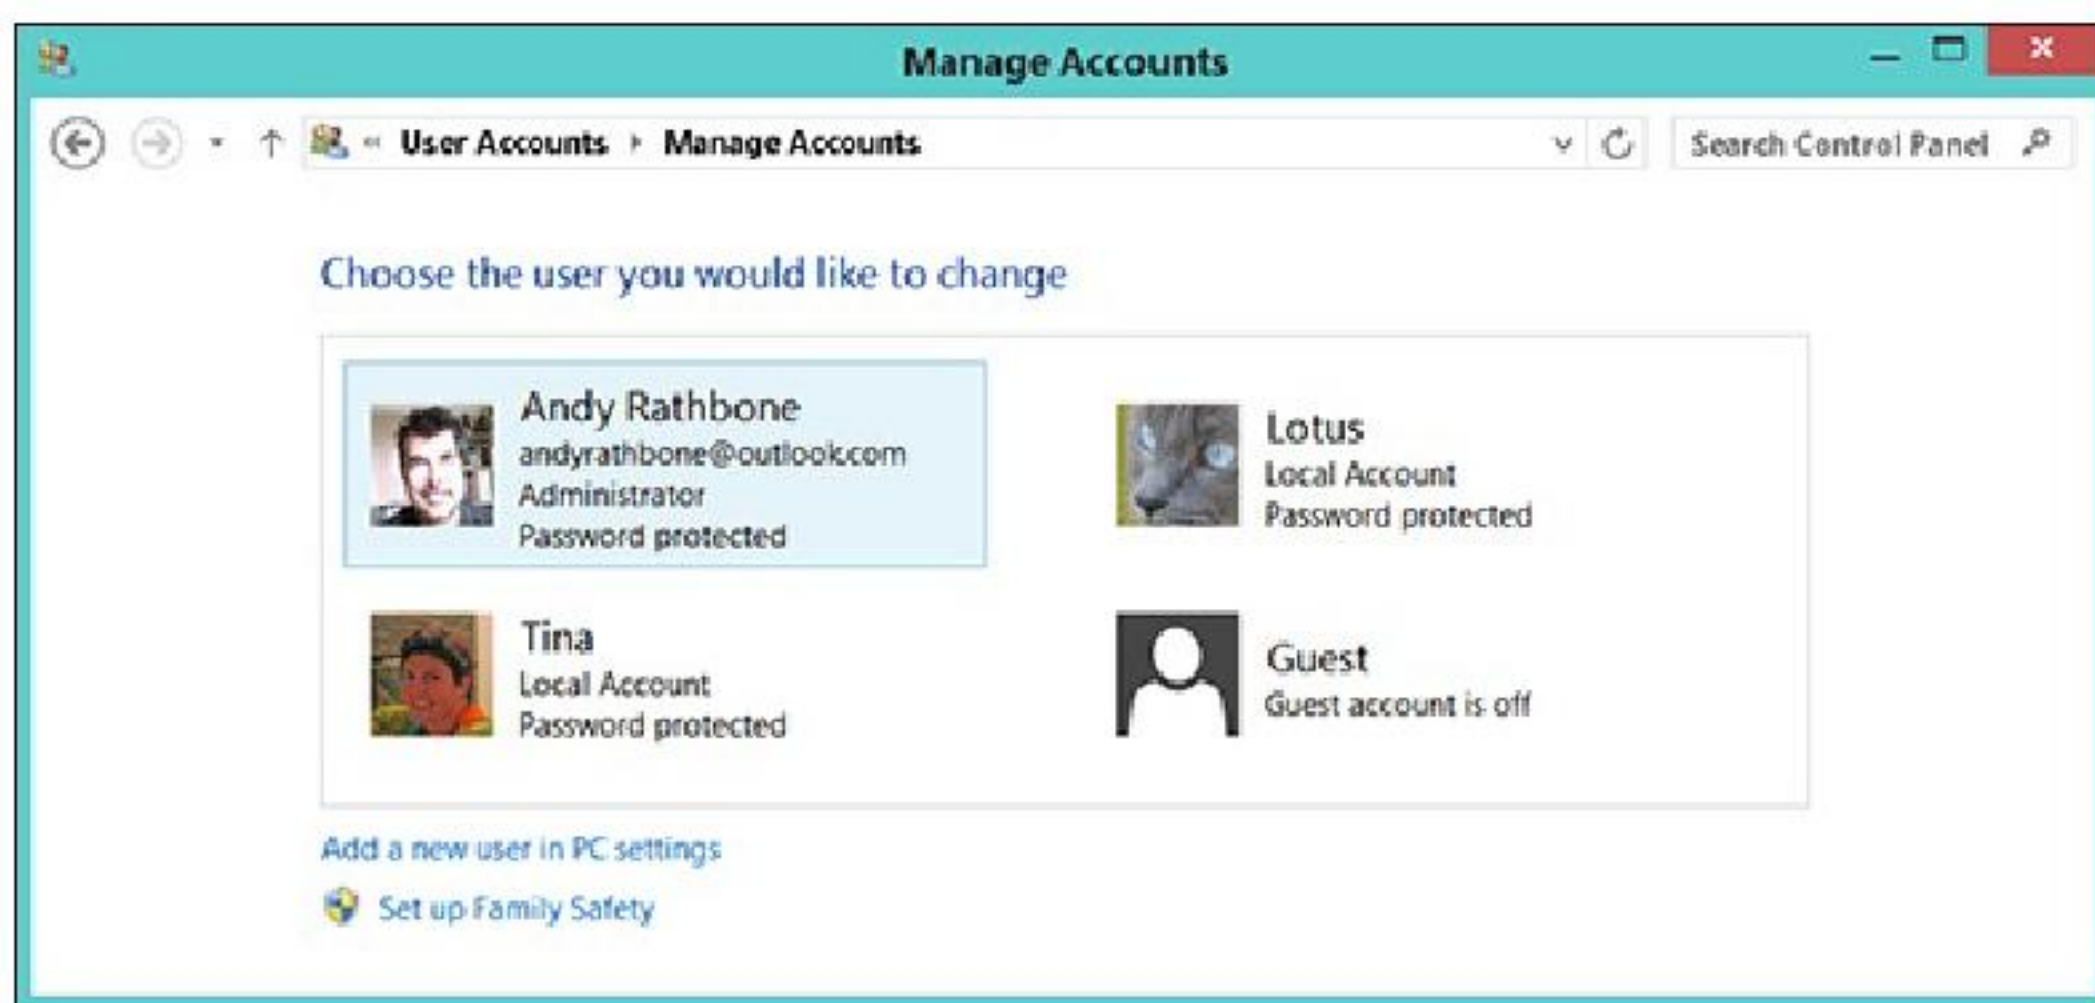 Manage Accounts
User Accounts Manage Accounts
Search Control Panel
Choose the user you would like to change
Andy Rathbone
andyrathbone@outlook.com
Administrator
Password protected
Lotus
Local Account
Password protected
Tina
Local Account
Password protected
Guest
Guest account is off
Add a new user in PC settings
Set up Family Safety